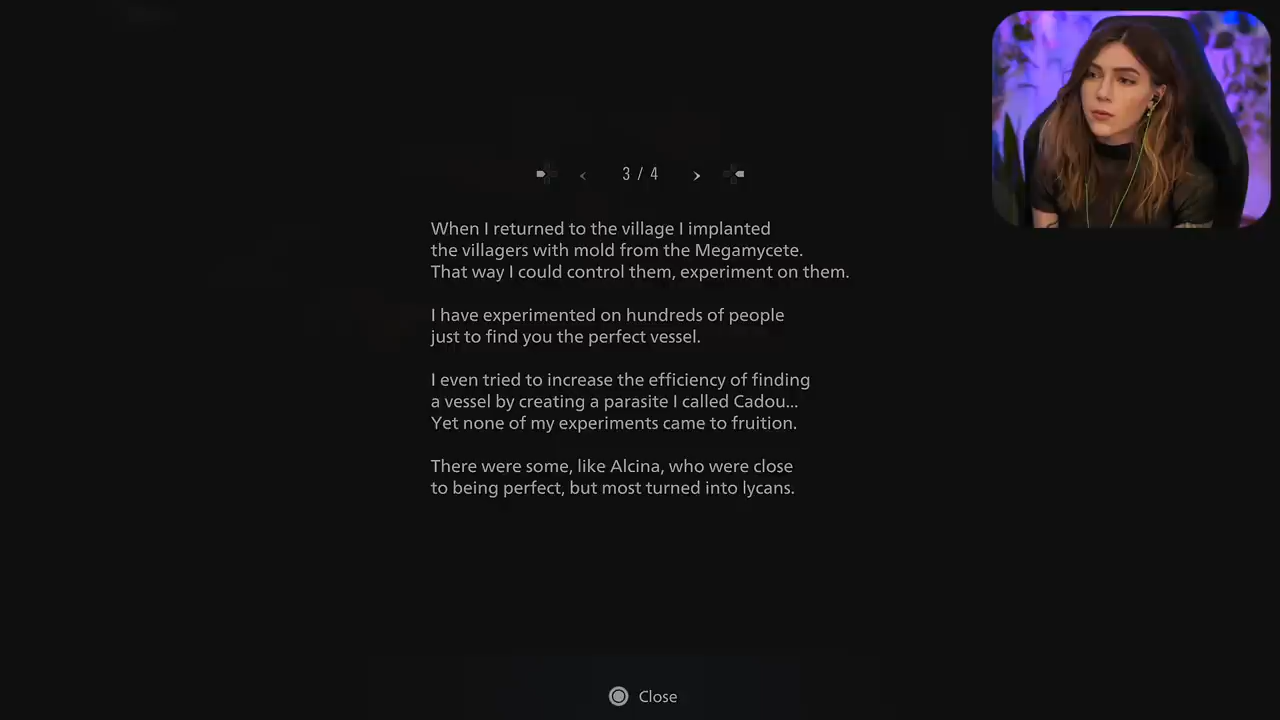 3 / 4
When I returned to the village I implanted
the villagers with mold from the Megamycete.
That way I could control them, experiment on them.
I have experimented on hundreds of people
just to find you the perfect vessel.
I even tried to increase the efficiency of finding
a vessel by creating a parasite I called Cadou...
Yet none of my experiments came to fruition.
There were some, like Alcina, who were close
to being perfect, but most turned into lycans.
Close